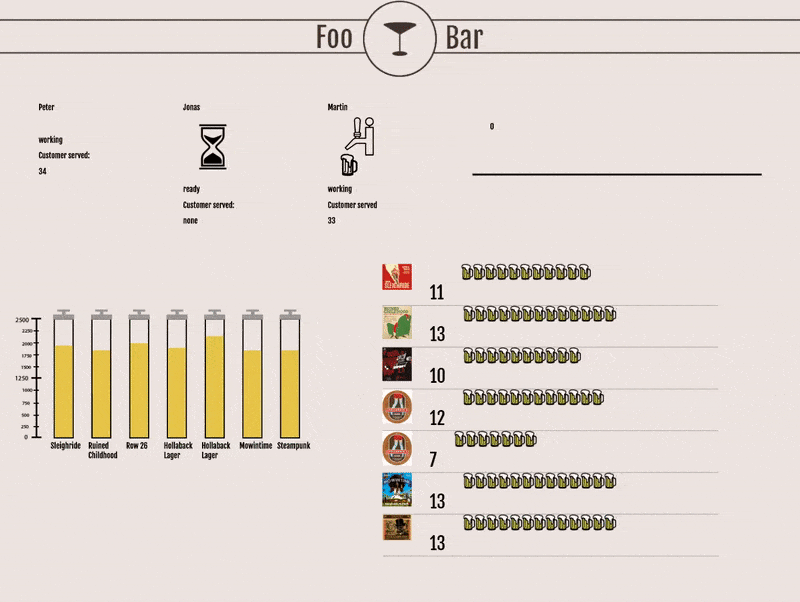 Foo Bar
Peter
working
Customer served:
34
Jonas
ready
Customer served:
none
Martin
working
Customer served
33
0
2500
2250
2000
1750
1500
1250
1000
750
500
250
0
Sleighride
Ruined
Childhood
Row 26
Hollaback
Lager
Hollaback
Lager
Mowintime
Steampunk
11
13
10
12
7
13
13